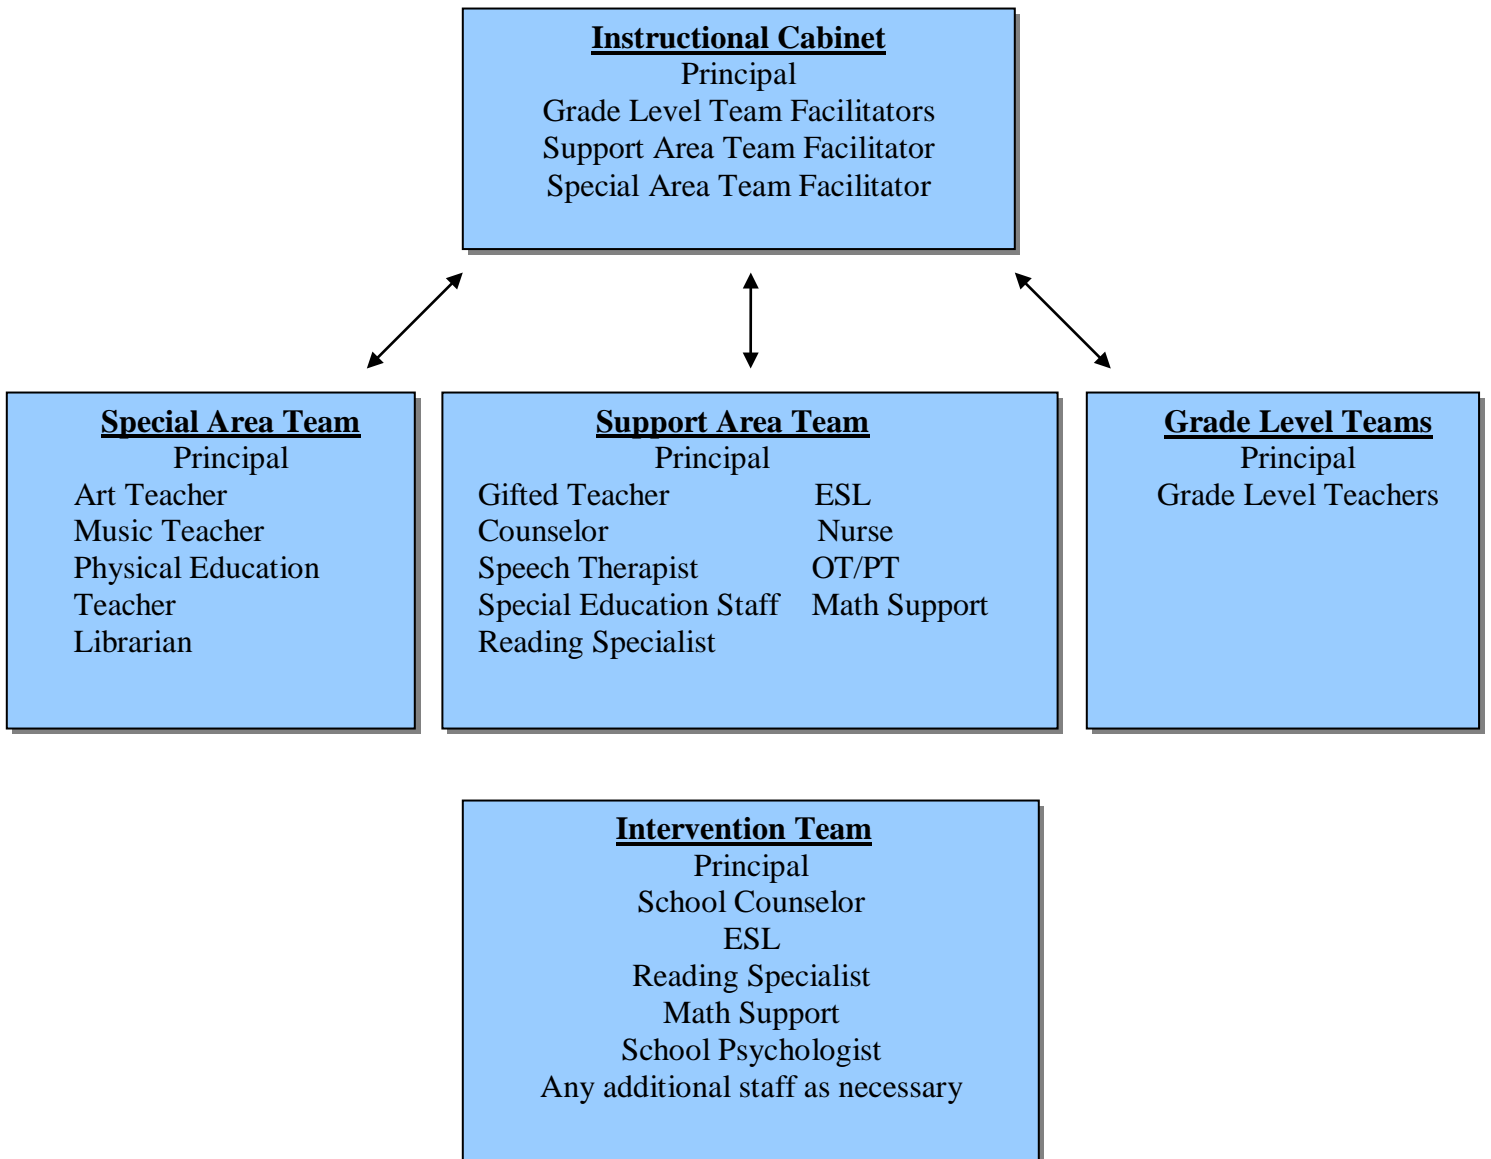 Instructional Cabinet
Principal
Grade Level Team Facilitators
Support Area Team Facilitator
Special Area Team Facilitator
Special Area Team
Principal
Art Teacher
Music Teacher
Physical Education
Teacher
Librarian
Support Area Team
Principal
Gifted Teacher ESL
Counselor Nurse
Speech Therapist OT/PT
Special Education Staff Math Support
Reading Specialist
Grade Level Teams
Principal
Grade Level Teachers
Intervention Team
Principal
School Counselor
ESL
Reading Specialist
Math Support
School Psychologist
Any additional staff as necessary